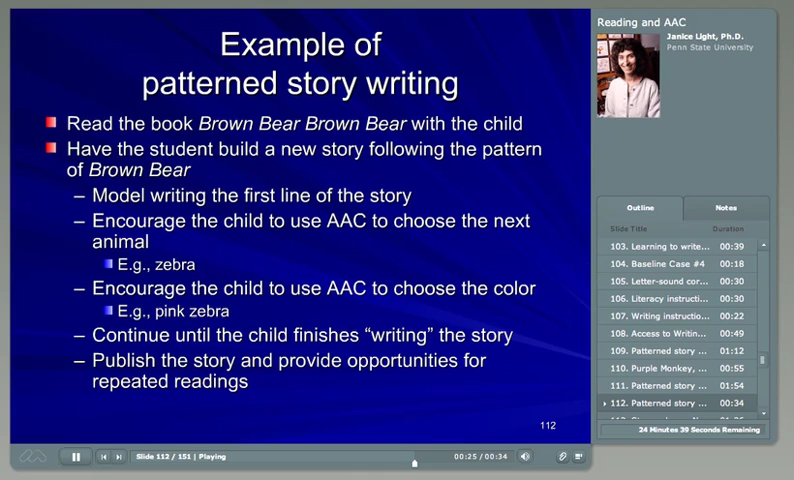 Example of
patterned story writing
Read the book Brown Bear Brown Bear with the child
Have the student build a new story following the pattern
of Brown Bear
– Model writing the first line of the story
– Encourage the child to use AAC to choose the next
animal
E.g., zebra
– Encourage the child to use AAC to choose the color
E.g., pink zebra
– Continue until the child finishes “writing” the story
– Publish the story and provide opportunities for
repeated readings
112
Slide 112 / 151 | Playing
00:25 / 00:34
Reading and AAC
Janice Light, Ph.D.
Penn State University
Outline
Notes
Slide Title Duration
103. Learning to write... 00:39
104. Baseline Case #4 00:18
105. Letter-sound cor... 00:30
106. Literacy instructi... 00:30
107. Writing instructio... 00:22
108. Access to Writin... 00:49
109. Patterned story ... 01:12
110. Purple Monkey, ... 00:55
111. Patterned story ... 01:54
112. Patterned story ... 00:34
24 Minutes 39 Seconds Remaining